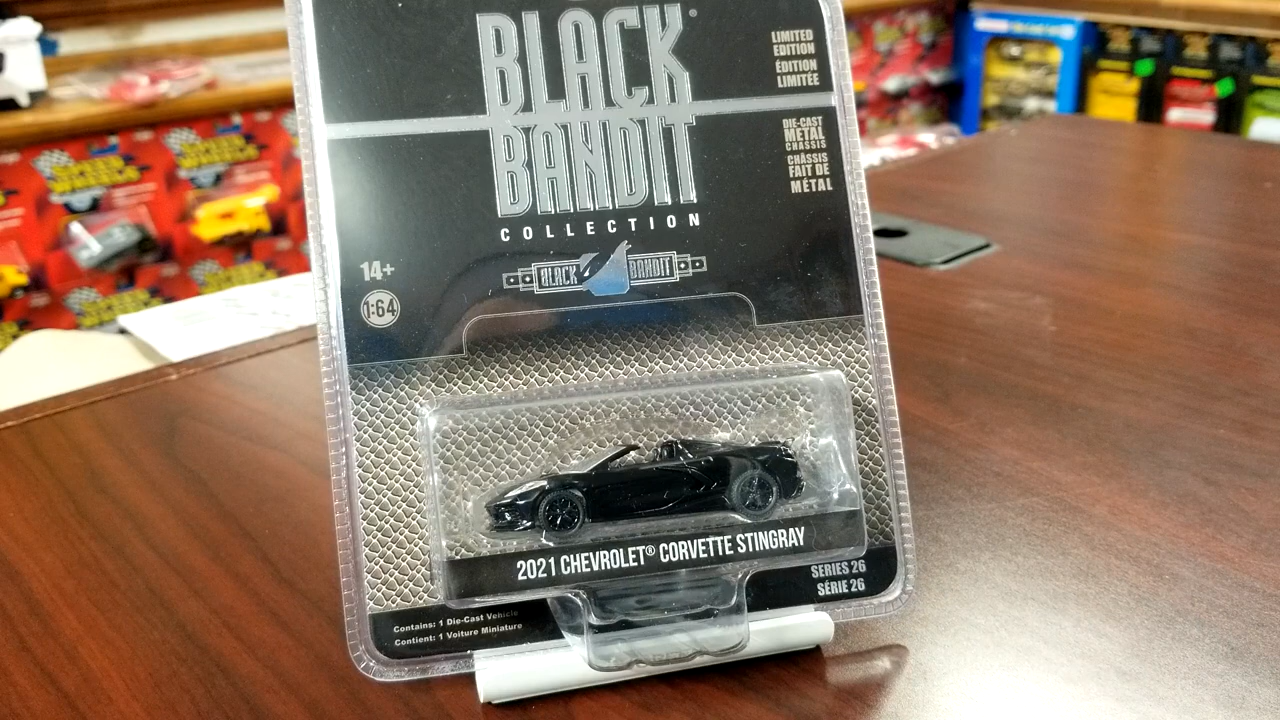 BLACK
BANDIT®
COLLECTION
BLACK BANDIT
LIMITED
EDITION
ÉDITION
LIMITÉE
DIE-CAST
METAL
CHASSIS
CHÂSSIS
FAIT DE
MÉTAL
14+
1:64
2021 CHEVROLET® CORVETTE STINGRAY
SERIES 26
SÉRIE 26
Contains: 1 Die-Cast Vehicle
Contient: 1 Voiture Miniature